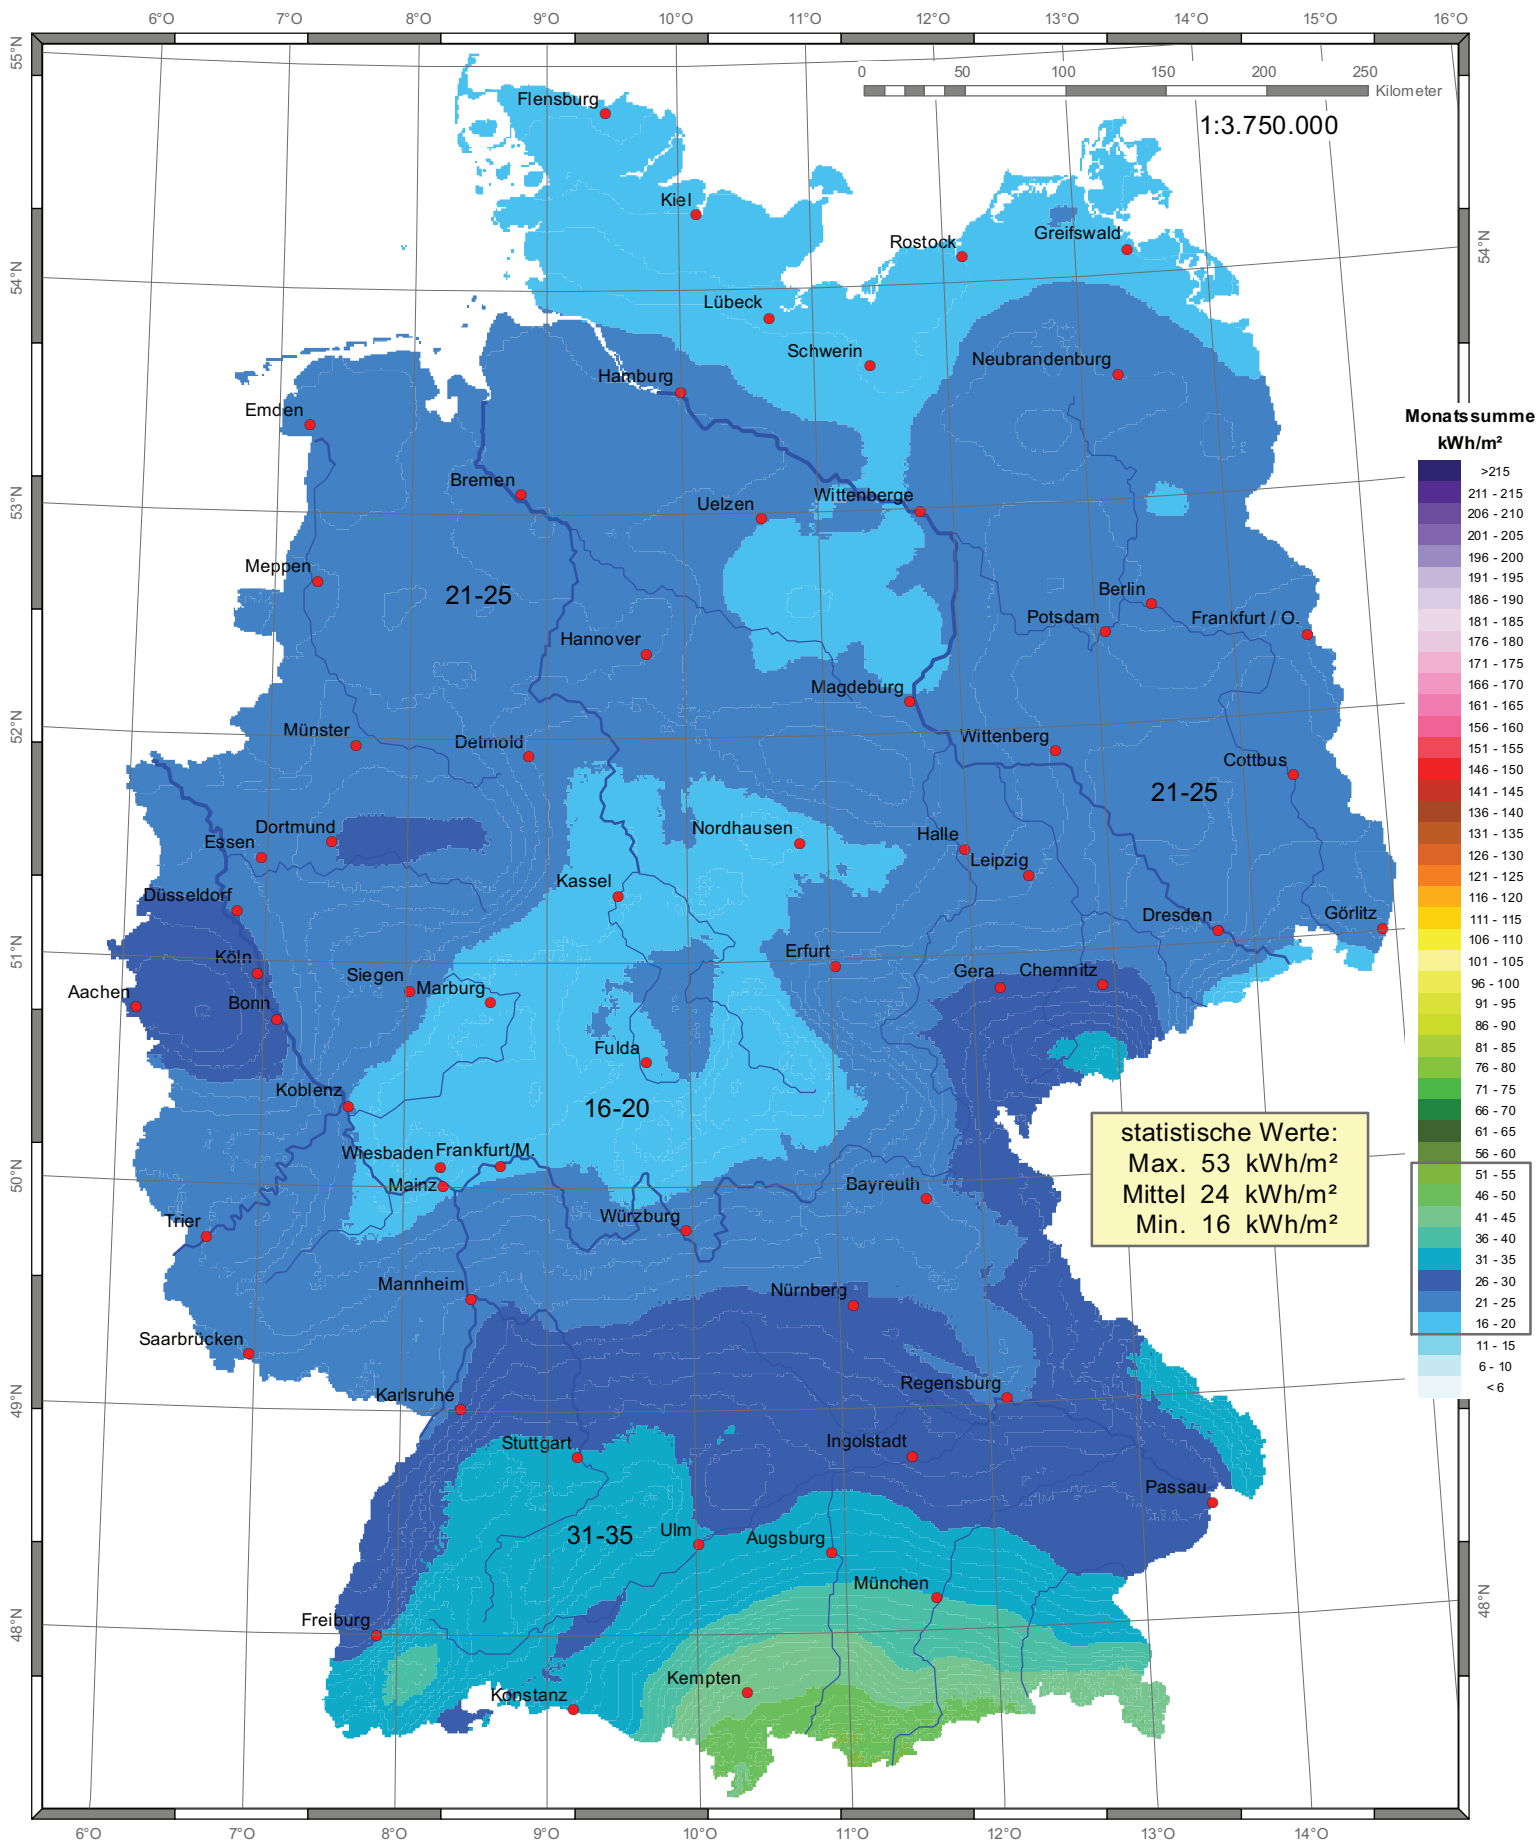 6°O 7°O 8°O 9°O 10°O 11°O 12°O 13°O 14°O 15°O 16°O
55°N
0 50 100 150 200 250
Kilometer
1:3.750.000
Flensburg
Kiel
Rostock
Greifswald
54°N
54°N
Lübeck
Schwerin
Neubrandenburg
Hamburg
Emden
Bremen
Uelzen
Wittenberge
53°N
Meppen
21-25
Berlin
Potsdam
Frankfurt / O.
Hannover
Magdeburg
52°N
Münster
Detmold
Wittenberg
Cottbus
21-25
Dortmund
Essen
Nordhausen
Halle
Leipzig
Kassel
Düsseldorf
Dresden
Görlitz
51°N
Köln
Erfurt
Siegen
Marburg
Gera
Chemnitz
Aachen
Bonn
Fulda
Koblenz
16-20
Wiesbaden
Frankfurt/M.
Mainz
50°N
Bayreuth
Trier
Würzburg
Mannheim
Nürnberg
Saarbrücken
Karlsruhe
Regensburg
49°N
Stuttgart
Ingolstadt
Passau
31-35
Ulm
Augsburg
München
Freiburg
48°N
48°N
Kempten
Konstanz
6°O 7°O 8°O 9°O 10°O 11°O 12°O 13°O 14°O
statistische Werte:
Max. 53 kWh/m²
Mittel 24 kWh/m²
Min. 16 kWh/m²
Monatssumme
kWh/m²
>215
211 - 215
206 - 210
201 - 205
196 - 200
191 - 195
186 - 190
181 - 185
176 - 180
171 - 175
166 - 170
161 - 165
156 - 160
151 - 155
146 - 150
141 - 145
136 - 140
131 - 135
126 - 130
121 - 125
116 - 120
111 - 115
106 - 110
101 - 105
96 - 100
91 - 95
86 - 90
81 - 85
76 - 80
71 - 75
66 - 70
61 - 65
56 - 60
51 - 55
46 - 50
41 - 45
36 - 40
31 - 35
26 - 30
21 - 25
16 - 20
11 - 15
6 - 10
< 6